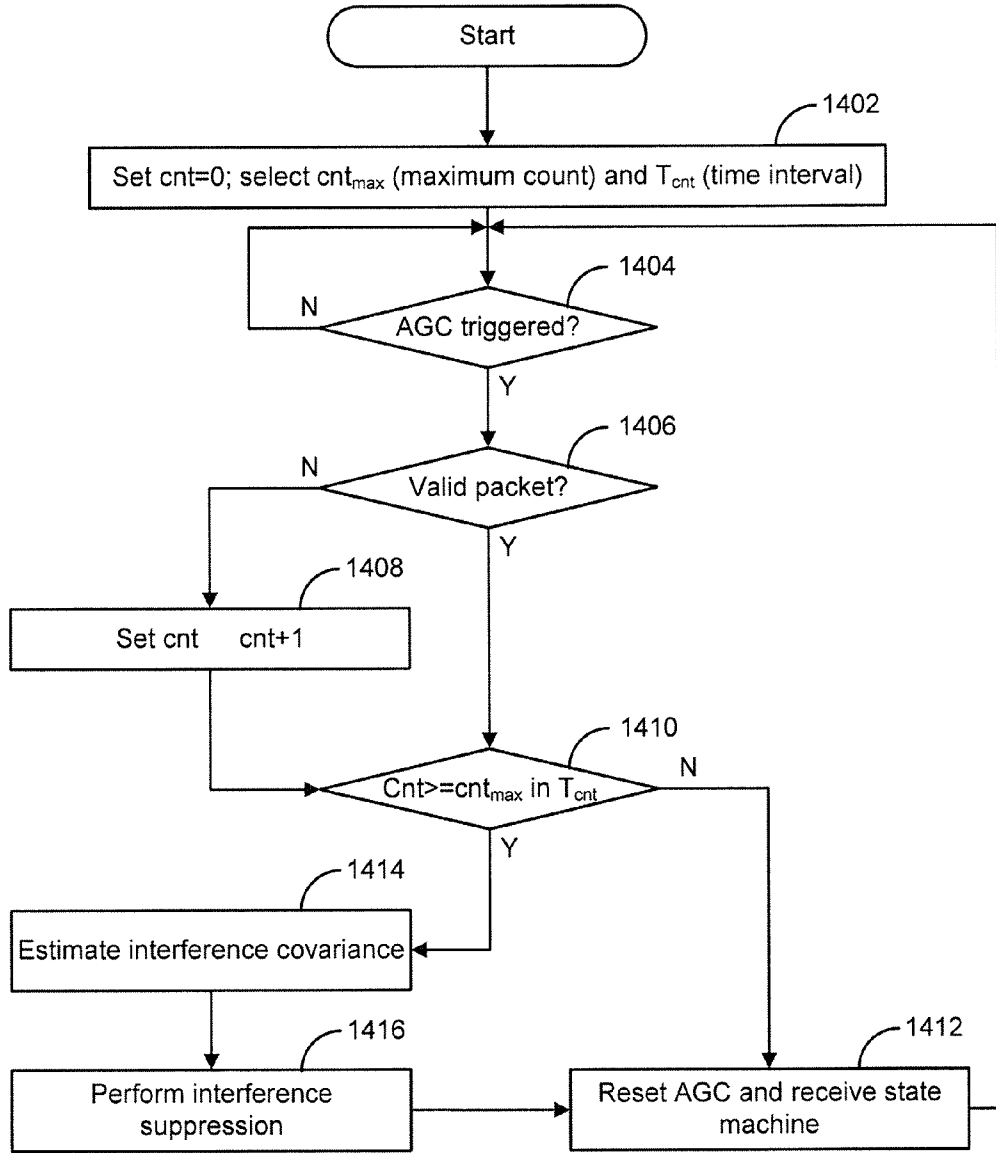 Start
1402
Set cnt=0; select cntmax (maximum count) and Tcnt (time interval)
1404
N
AGC triggered?
Y
1406
N
Valid packet?
Y
1408
Set cnt cnt+1
1410
N
Cnt>=cntmax in Tcnt
Y
1414
Estimate interference covariance
1416
Perform interference
suppression
1412
Reset AGC and receive state
machine